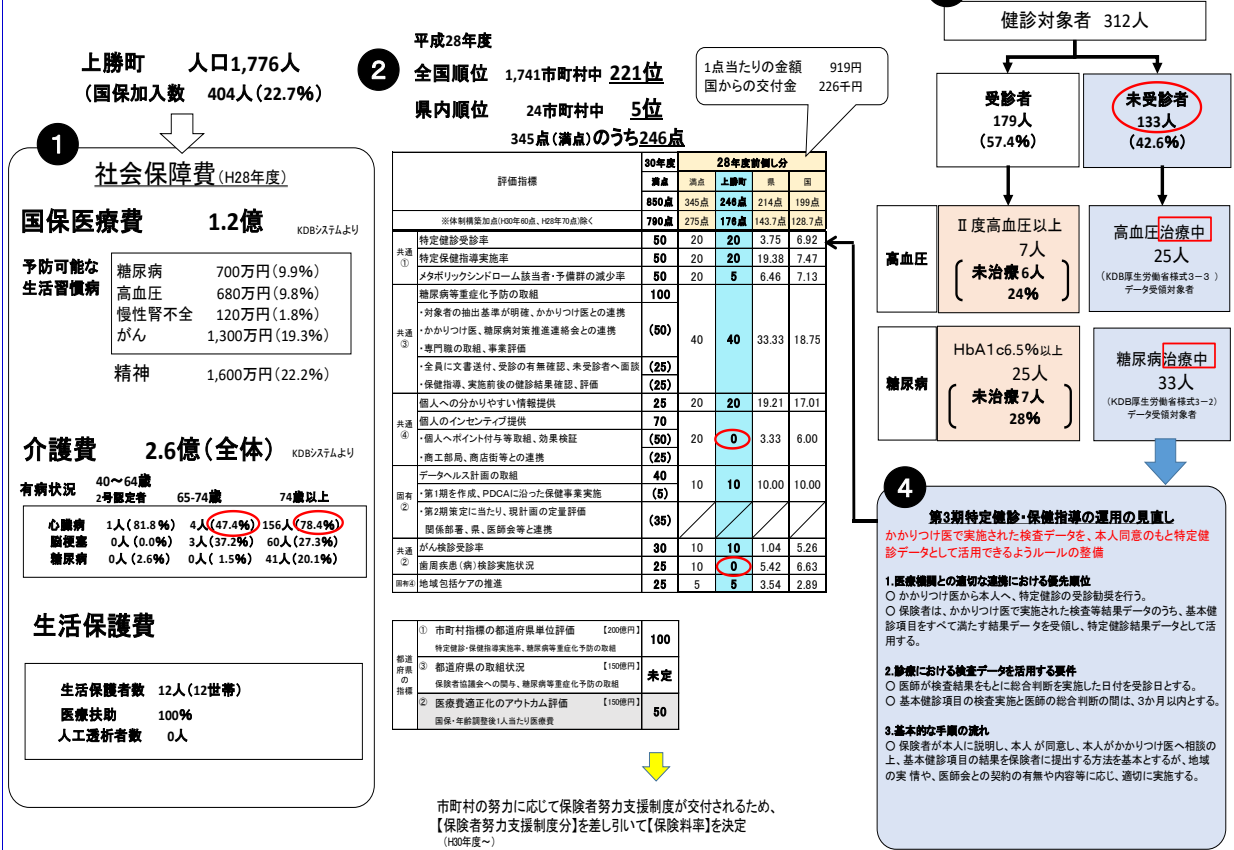 上勝町 人口1,776人
(国保加入数 404人(22.7%)
1
社会保障費(H28年度)
国保医療費 1.2億 KDBシステムより
予防可能な
生活習慣病
糖尿病 700万円(9.9%)
高血圧 680万円(9.8%)
慢性腎不全 120万円(1.8%)
がん 1,300万円(19.3%)
精神 1,600万円(22.2%)
介護費 2.6億(全体) KDBシステムより
有病状況 40～64歳 2号認定者 65-74歳 74歳以上
心臓病 1人(81.8%) 4人(47.4%) 156人(78.4%)
脳梗塞 0人(0.0%) 3人(37.2%) 60人(27.3%)
糖尿病 0人(2.6%) 0人(1.5%) 41人(20.1%)
生活保護費
生活保護者数 12人(12世帯)
医療扶助 100%
人工透析者数 0人
2
平成28年度
全国順位 1,741市町村中 221位
県内順位 24市町村中 5位
345点(満点)のうち246点
1点当たりの金額 919円
国からの交付金 226千円
評価指標 30年度 28年度前倒し分
満点 満点 上勝町 県 国
850点 345点 246点 214点 199点
※体制構築加点(H30年60点、H28年70点)除く 790点 275点 176点 143.7点 128.7点
共通① 特定健診受診率 50 20 20 3.75 6.92
特定保健指導実施率 50 20 20 19.38 7.47
メタボリックシンドローム該当者・予備群の減少率 50 20 5 6.46 7.13
共通③ 糖尿病等重症化予防の取組 100 40 40 33.33 18.75
・対象者の抽出基準が明確、かかりつけ医との連携
・かかりつけ医、糖尿病対策推進連絡会との連携 (50)
・専門職の取組、事業評価
・全員に文書送付、受診の有無確認、未受診者へ面談 (25)
・保健指導、実施前後の健診結果確認、評価 (25)
共通④ 個人への分かりやすい情報提供 25 20 20 19.21 17.01
個人のインセンティブ提供 70 20 0 3.33 6.00
・個人へポイント付与等取組、効果検証 (50)
・商工部局、商店街等との連携 (25)
固有② データヘルス計画の取組 40 10 10 10.00 10.00
・第1期を作成、PDCAに沿った保健事業実施 (5)
・第2期策定に当たり、現計画の定量評価 (35)
関係部署、県、医師会等と連携
共通② がん検診受診率 30 10 10 1.04 5.26
歯周疾患(病)検診実施状況 25 10 0 5.42 6.63
固有④ 地域包括ケアの推進 25 5 5 3.54 2.89
都道府県の指標
① 市町村指標の都道府県単位評価 【200億円】 100
特定健診・保健指導実施率、糖尿病等重症化予防の取組
③ 都道府県の取組状況 【150億円】 未定
保険者協議会への関与、糖尿病等重症化予防の取組
② 医療費適正化のアウトカム評価 【150億円】 50
国保・年齢調整後1人当たり医療費
市町村の努力に応じて保険者努力支援制度が交付されるため、
【保険者努力支援制度分】を差し引いて【保険料率】を決定
(H30年度～)
健診対象者 312人
受診者
179人
(57.4%)
未受診者
133人
(42.6%)
高血圧
Ⅱ度高血圧以上
7人
未治療6人
24%
高血圧治療中
25人
(KDB厚生労働省様式3－3)
データ受領対象者
糖尿病
HbA1c6.5%以上
25人
未治療7人
28%
糖尿病治療中
33人
(KDB厚生労働省様式3－2)
データ受領対象者
4
第3期特定健診・保健指導の運用の見直し
かかりつけ医で実施された検査データを、本人同意のもと特定健
診データとして活用できるようルールの整備
1.医療機関との適切な連携における優先順位
○ かかりつけ医から本人へ、特定健診の受診勧奨を行う。
○ 保険者は、かかりつけ医で実施された検査等結果データのうち、基本健
診項目をすべて満たす結果データを受領し、特定健診結果データとして活
用する。
2.診療における検査データを活用する要件
○ 医師が検査結果をもとに総合判断を実施した日付を受診日とする。
○ 基本健診項目の検査実施と医師の総合判断の間は、3か月以内とする。
3.基本的な手順の流れ
○ 保険者が本人に説明し、本人が同意し、本人がかかりつけ医へ相談の
上、基本健診項目の結果を保険者に提出する方法を基本とするが、地域
の実 情や、医師会との契約の有無や内容等に応じ、適切に実施する。